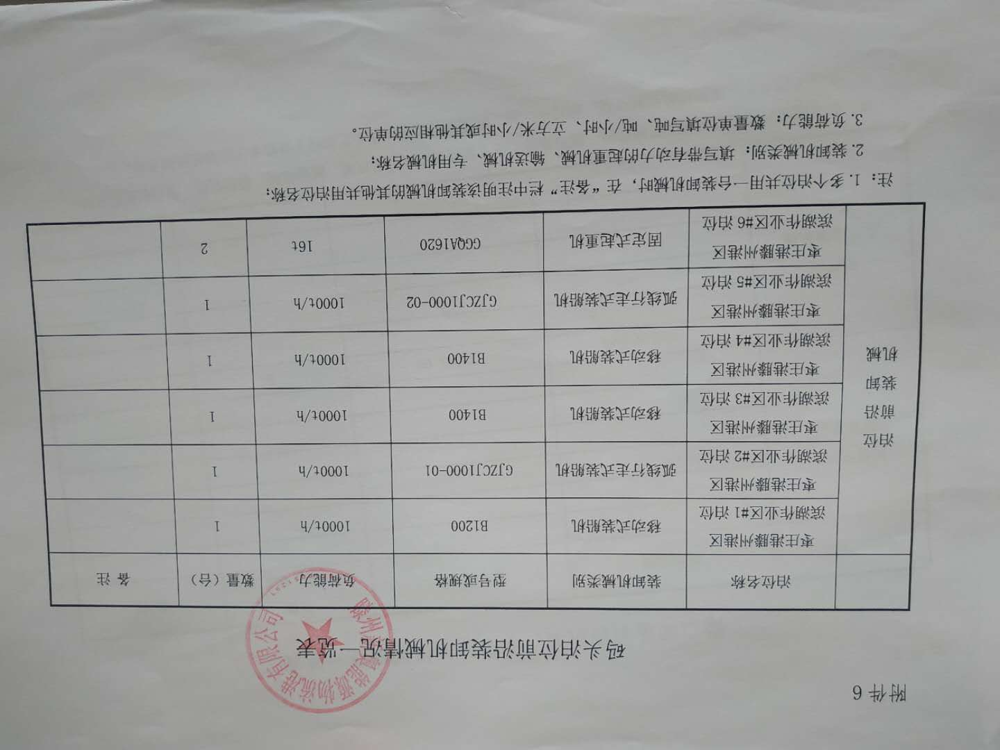 附件 6
码头泊位前沿装卸机械情况一览表
滕州 能源物流港有限公司
泊位名称 装卸机械类别 型号或规格 负荷能力 数量（台） 备 注
泊位
前沿
装卸
机械
枣庄港滕州港区
滨湖作业区#1 泊位 移动式装船机 B1200 1000t/h 1
枣庄港滕州港区
滨湖作业区#2 泊位 弧线行走式装船机 GJZCJ1000-01 1000t/h 1
枣庄港滕州港区
滨湖作业区#3 泊位 移动式装船机 B1400 1000t/h 1
枣庄港滕州港区
滨湖作业区#4 泊位 移动式装船机 B1400 1000t/h 1
枣庄港滕州港区
滨湖作业区#5 泊位 弧线行走式装船机 GJZCJ1000-02 1000t/h 1
枣庄港滕州港区
滨湖作业区#6 泊位 固定式起重机 GGQA1620 16t 2
注：1.多个泊位共用一台装卸机械时，在“备注”栏中注明该装卸机械的其他共用泊位名称；
2.装卸机械类别：填写带有动力的起重机械、输送机械、专用机械名称；
3.负荷能力：数量单位填写吨、吨/小时、立方米/小时或其他相应的单位。